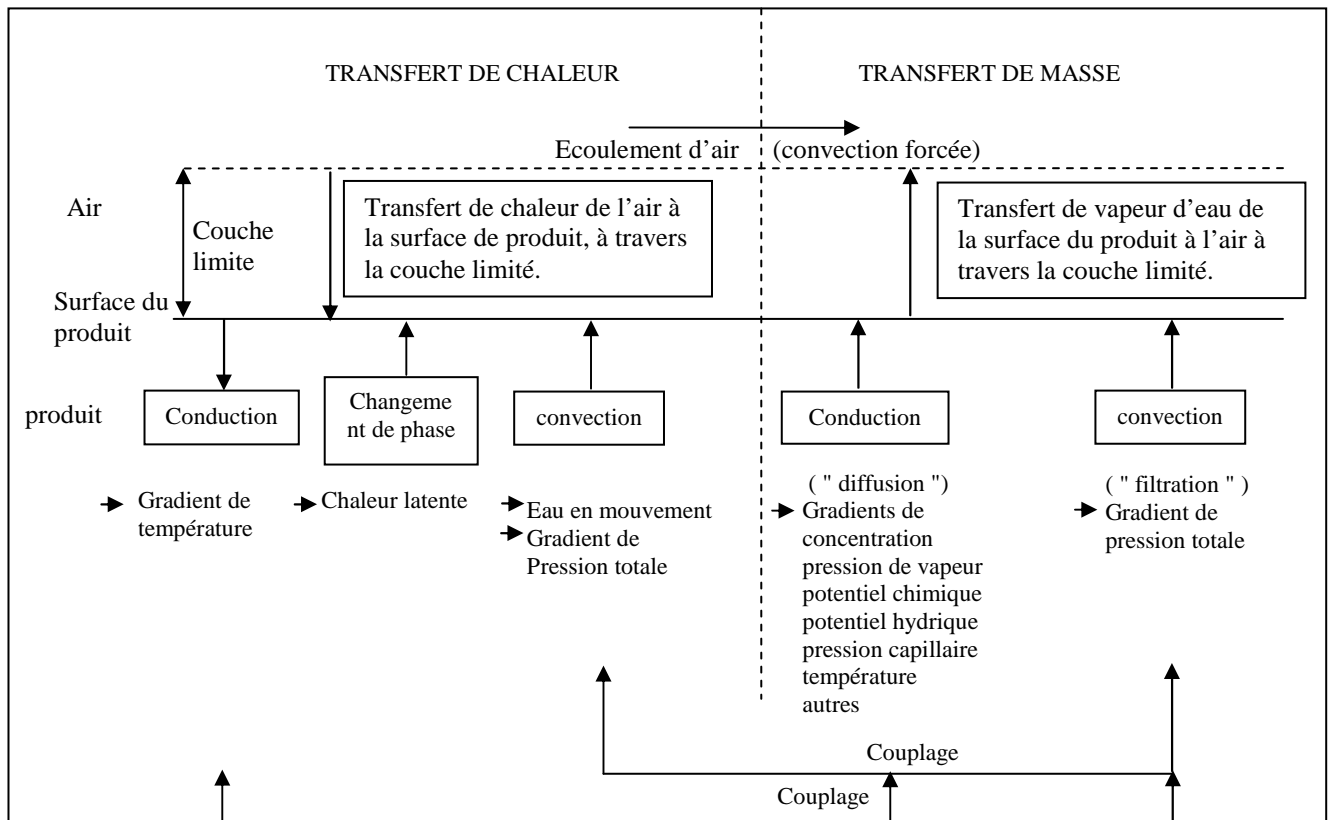 TRANSFERT DE CHALEUR
TRANSFERT DE MASSE
Ecoulement d'air
(convection forcée)
Air
Couche
limite
Transfert de chaleur de l'air à
la surface de produit, à travers
la couche limité.
Transfert de vapeur d'eau de
la surface du produit à l'air à
travers la couche limité.
Surface du
produit
produit
Conduction
Changeme
nt de phase
convection
Conduction
convection
Gradient de
température
Chaleur latente
Eau en mouvement
Gradient de
Pression totale
( " diffusion ")
Gradients de
concentration
pression de vapeur
potentiel chimique
potentiel hydrique
pression capillaire
température
autres
( " filtration " )
Gradient de
pression totale
Couplage
Couplage